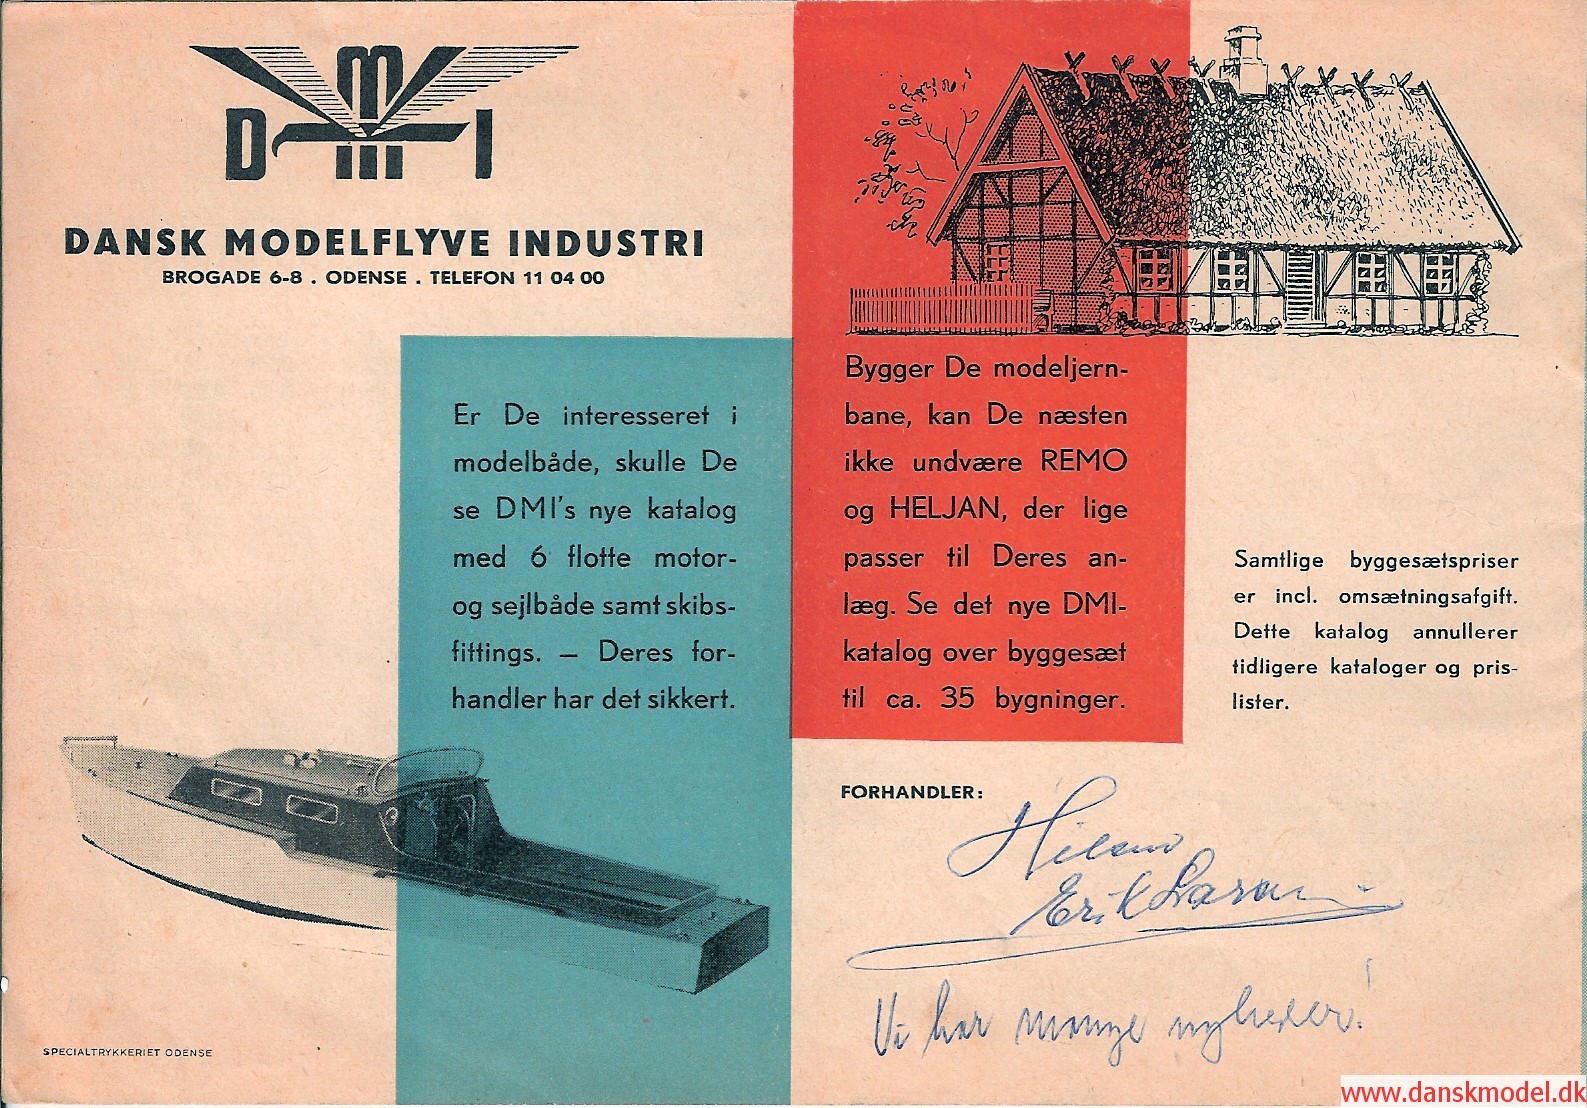 DMI
DANSK MODELFLYVE INDUSTRI
BROGADE 6-8 . ODENSE . TELEFON 11 04 00
Er De interesseret i
modelbåde, skulle De
se DMI's nye katalog
med 6 flotte motor-
og sejlbåde samt skibs-
fittings. — Deres for-
handler har det sikkert.
Bygger De modeljern-
bane, kan De næsten
ikke undvære REMO
og HELJAN, der lige
passer til Deres an-
læg. Se det nye DMI-
katalog over byggesæt
til ca. 35 bygninger.
Samtlige byggesætspriser
er incl. omsætningsafgift.
Dette katalog annullerer
tidligere kataloger og pris-
lister.
FORHANDLER:
Hilsen
Erik Larsen
Vi har mange nyheder!
SPECIALTRYKKERIET ODENSE
www.danskmodel.dk